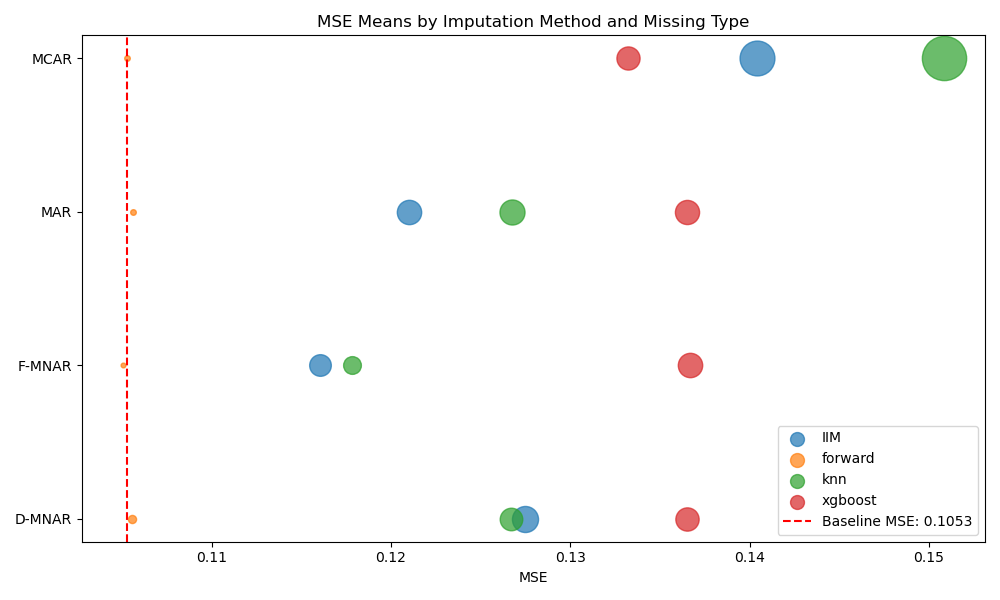 MSE Means by Imputation Method and Missing Type
MCAR
MAR
F-MNAR
D-MNAR
IIM
forward
knn
xgboost
Baseline MSE: 0.1053
0.11 0.12 0.13 0.14 0.15
MSE